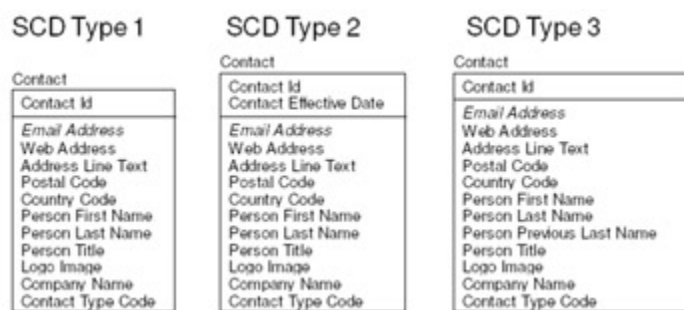 SCD Type 1
Contact
Contact Id
Email Address
Web Address
Address Line Text
Postal Code
Country Code
Person First Name
Person Last Name
Person Title
Logo Image
Company Name
Contact Type Code
SCD Type 2
Contact
Contact Id
Contact Effective Date
Email Address
Web Address
Address Line Text
Postal Code
Country Code
Person First Name
Person Last Name
Person Title
Logo Image
Company Name
Contact Type Code
SCD Type 3
Contact
Contact Id
Email Address
Web Address
Address Line Text
Postal Code
Country Code
Person First Name
Person Last Name
Person Previous Last Name
Person Title
Logo Image
Company Name
Contact Type Code